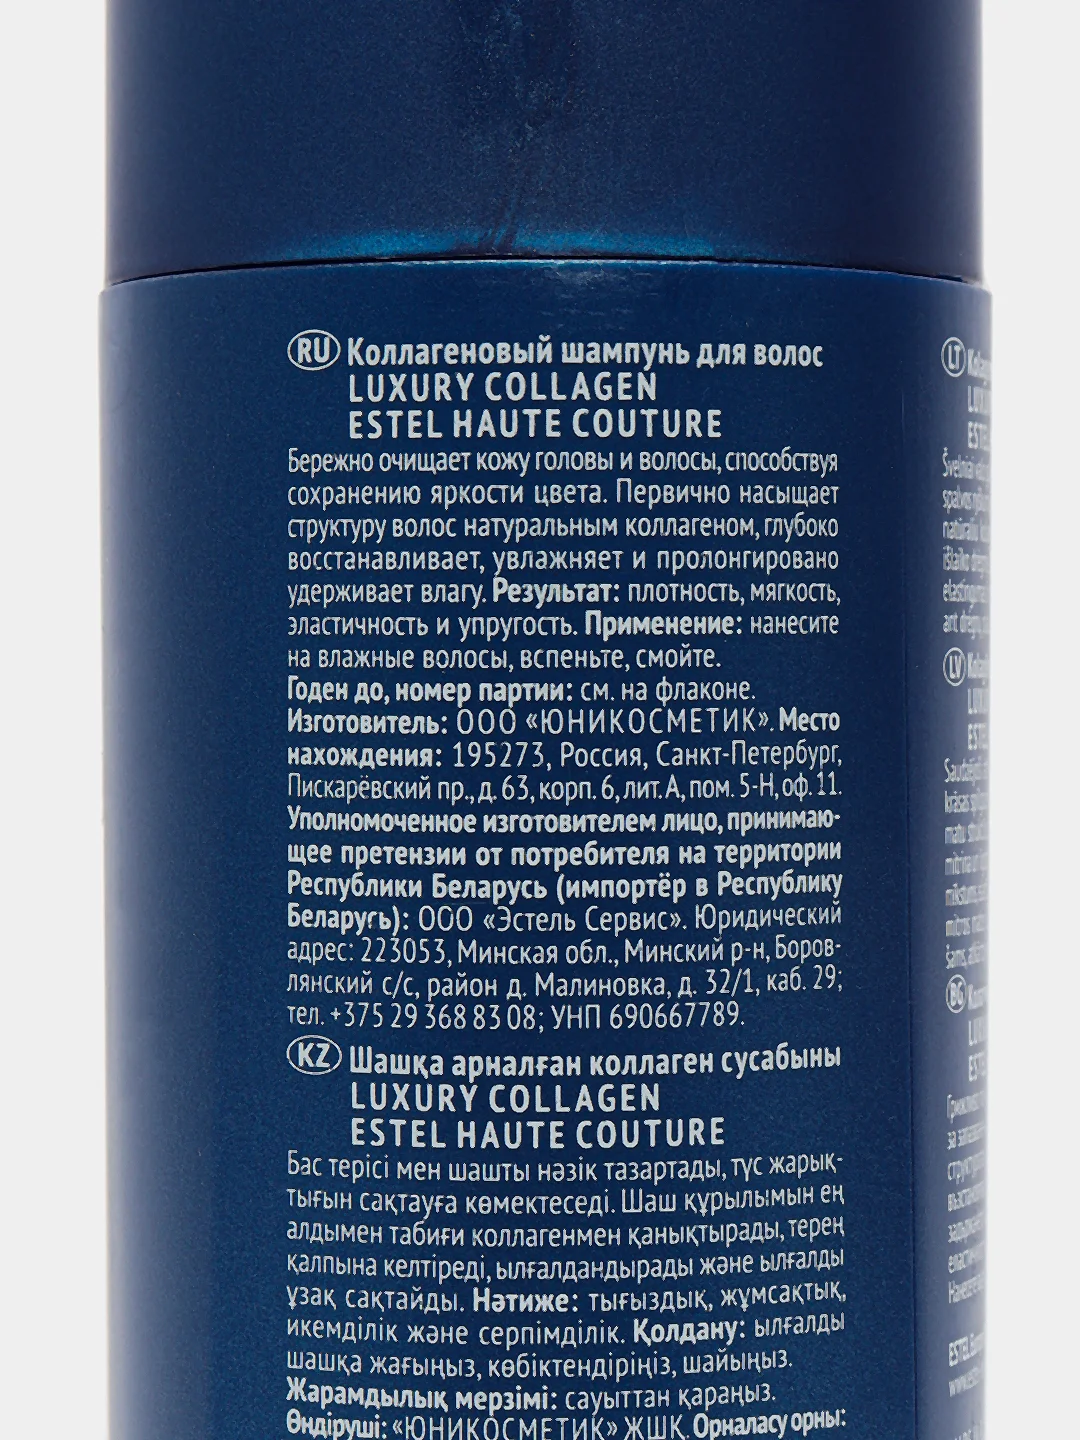 RU Коллагеновый шампунь для волос
LUXURY COLLAGEN
ESTEL HAUTE COUTURE
Бережно очищает кожу головы и волосы, способствуя
сохранению яркости цвета. Первично насыщает
структуру волос натуральным коллагеном, глубоко
восстанавливает, увлажняет и пролонгировано
удерживает влагу. Результат: плотность, мягкость,
эластичность и упругость. Применение: нанесите
на влажные волосы, вспеньте, смойте.
Годен до, номер партии: см. на флаконе.
Изготовитель: ООО «ЮНИКОСМЕТИК». Место
нахождения: 195273, Россия, Санкт-Петербург,
Пискарёвский пр., д. 63, корп. 6, лит. А, пом. 5-Н, оф. 11.
Уполномоченное изготовителем лицо, принимаю-
щее претензии от потребителя на территории
Республики Беларусь (импортёр в Республику
Беларусь): ООО «Эстель Сервис». Юридический
адрес: 223053, Минская обл., Минский р-н, Боров-
лянский с/с, район д. Малиновка, д. 32/1, каб. 29;
тел. +375 29 368 83 08; УНП 690667789.
KZ Шашқа арналған коллаген сусабыны
LUXURY COLLAGEN
ESTEL HAUTE COUTURE
Бас терісі мен шашты нәзік тазартады, түс жарық-
тығын сақтауға көмектеседі. Шаш құрылымын ең
алдымен табиғи коллагенмен қанықтырады, терең
қалпына келтіреді, ылғалдандырады және ылғалды
ұзақ сақтайды. Нәтиже: тығыздық, жұмсақтық,
икемділік және серпімділік. Қолдану: ылғалды
шашқа жағыңыз, көбіктендіріңіз, шайыңыз.
Жарамдылық мерзімі: сауыттан қараңыз.
Өндіруші: «ЮНИКОСМЕТИК» ЖШҚ. Орналасу орны:
LT
LV
BG